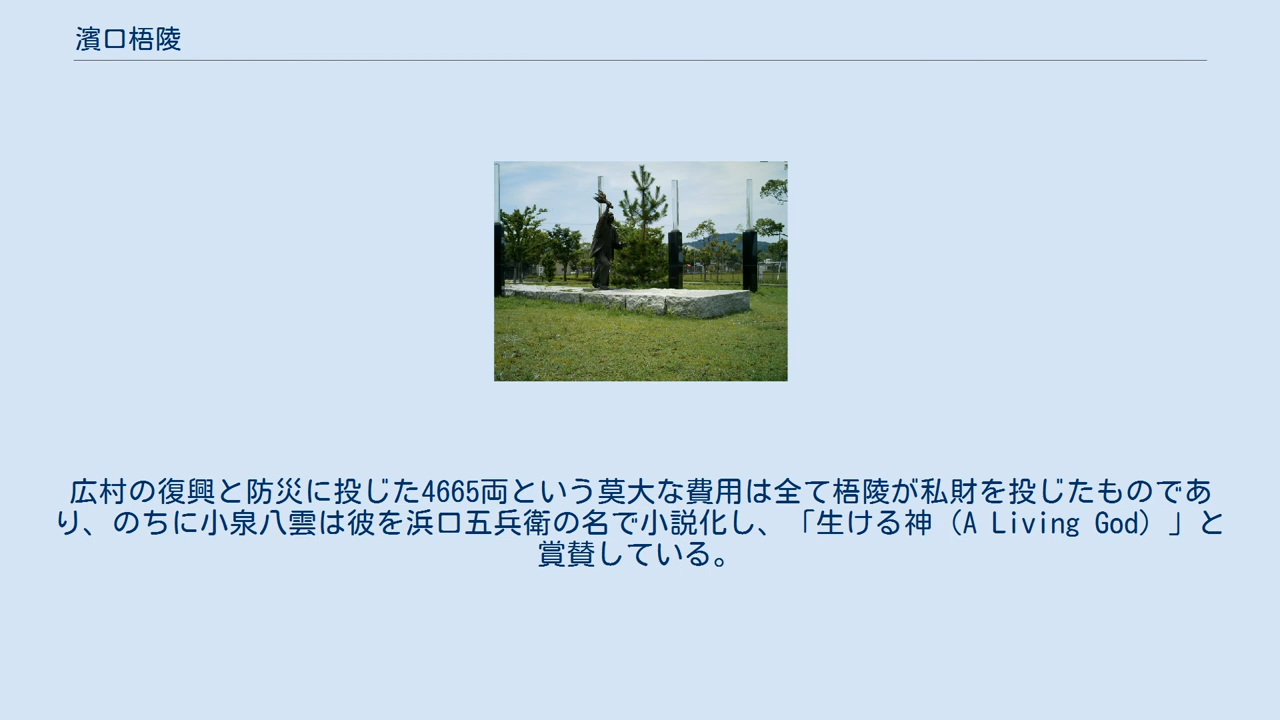 濱口梧陵
広村の復興と防災に投じた4665両という莫大な費用は全て梧陵が私財を投じたものであ
り、のちに小泉八雲は彼を浜口五兵衛の名で小説化し、「生ける神（A Living God）」と
賞賛している。